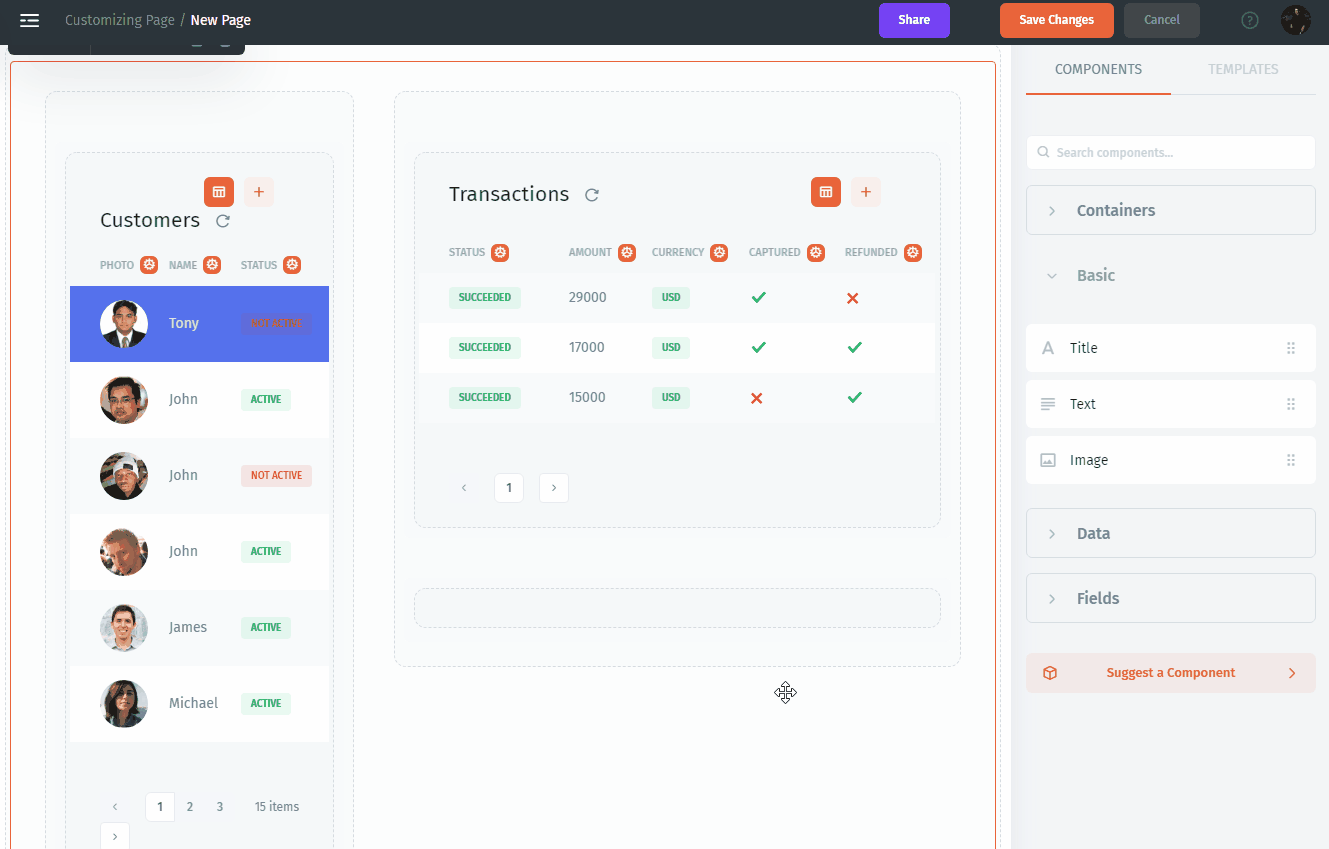 Customizing Page / New Page
Share
Save Changes
Cancel
?
COMPONENTS
TEMPLATES
Search components...
Containers
Basic
Title
Text
Image
Data
Fields
Suggest a Component
Customers
PHOTO NAME STATUS
Tony NOT ACTIVE
John ACTIVE
John NOT ACTIVE
John ACTIVE
James ACTIVE
Michael ACTIVE
‹ 1 2 3 15 items
›
Transactions
STATUS AMOUNT CURRENCY CAPTURED REFUNDED
SUCCEEDED 29000 USD
SUCCEEDED 17000 USD
SUCCEEDED 15000 USD
‹ 1 ›